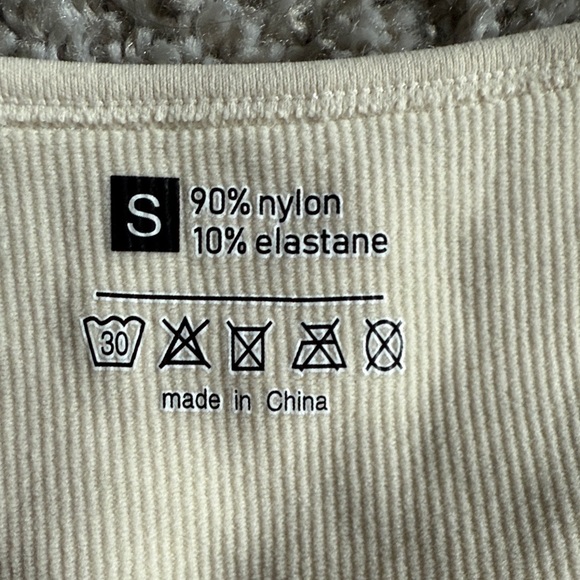 S
90% nylon
10% elastane
30
made in China